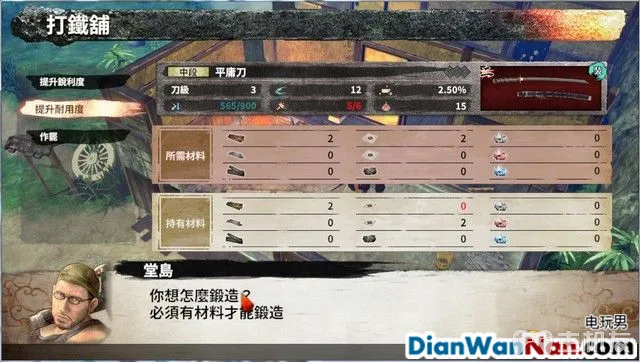 打鐵舖
提升銳利度
提升耐用度
作罷
中段 平庸刀
裝
刀級 3 12 2.50%
565/900 5/6 15
所需材料
2 2 0
0 0 0
0 0 0
持有材料
2 0 0
0 2 0
0 0 0
堂島
你想怎麼鍛造？
必須有材料才能鍛造
电玩男
DianWanNan.com